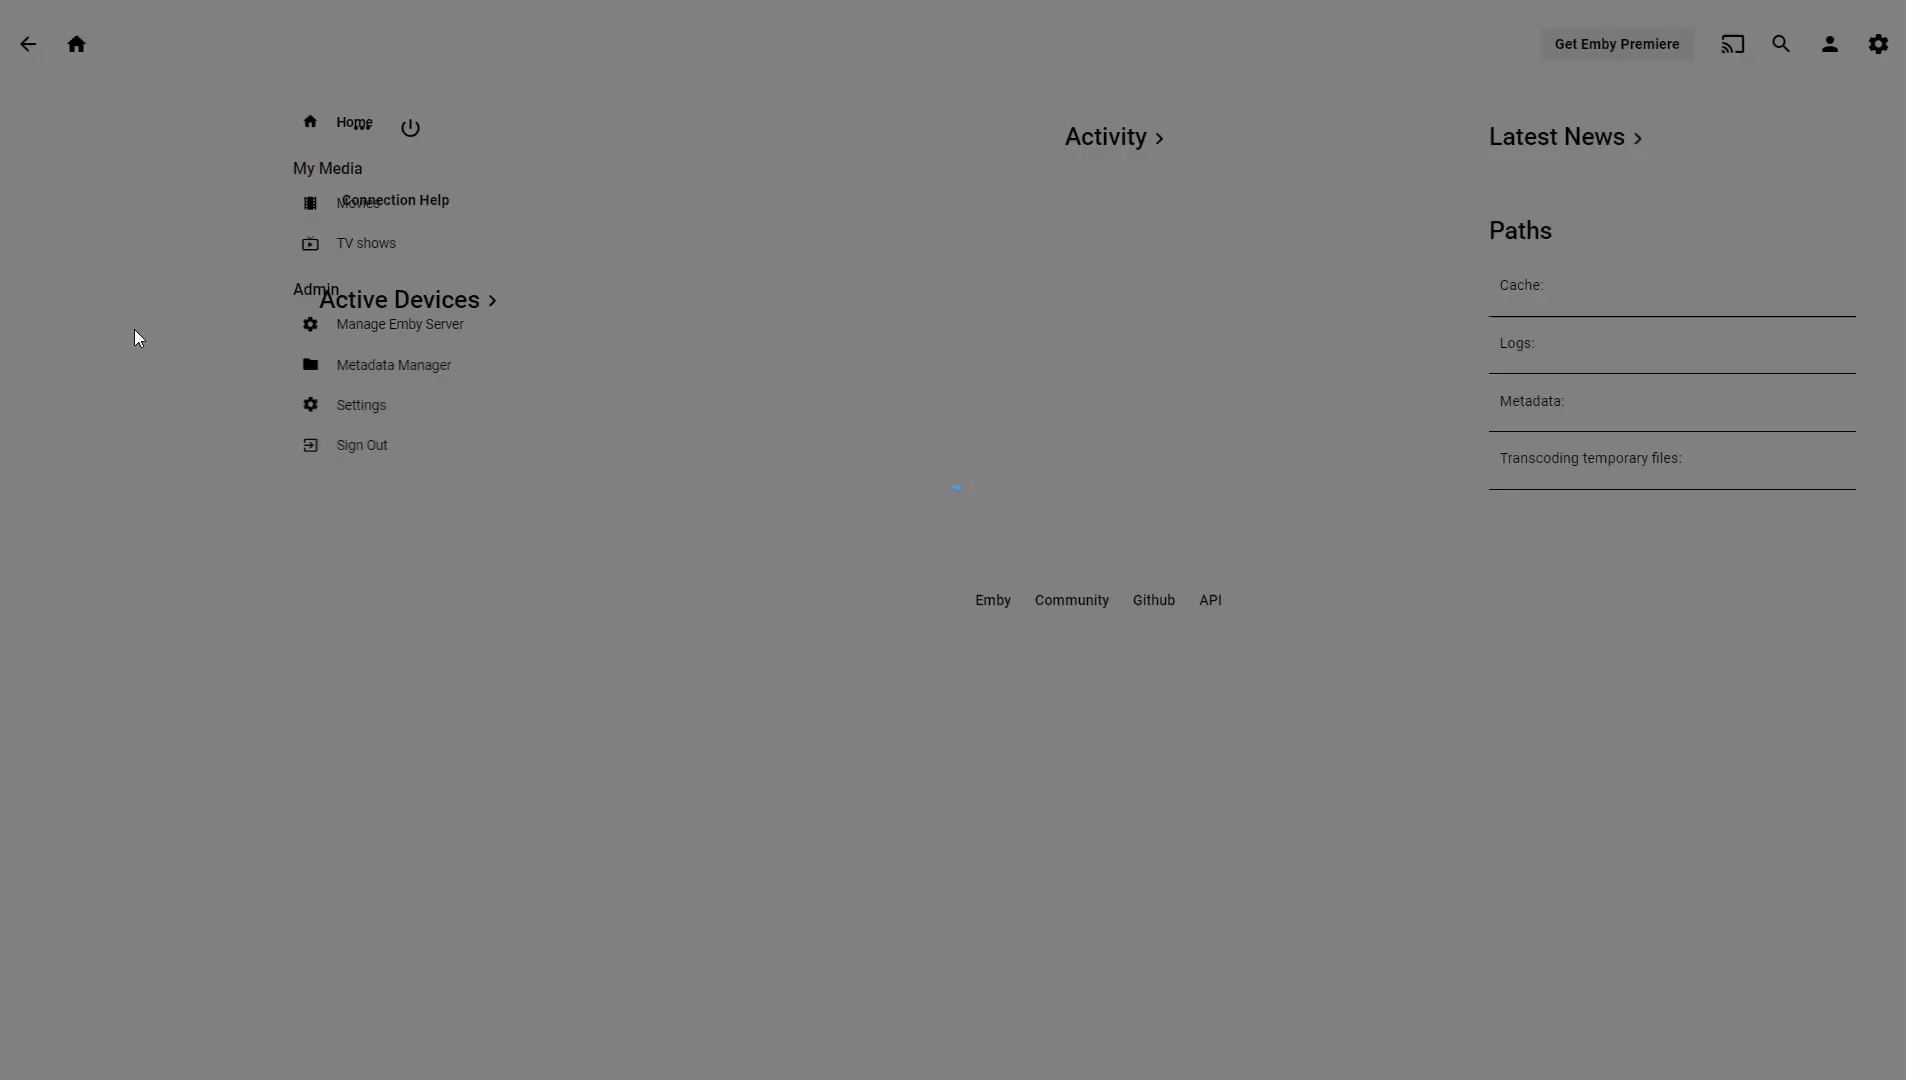 Get Emby Premiere
Home
My Media
Movies
Connection Help
TV shows
Admin
Active Devices
Manage Emby Server
Metadata Manager
Settings
Sign Out
Activity
Latest News
Paths
Cache:
Logs:
Metadata:
Transcoding temporary files:
Emby Community Github API